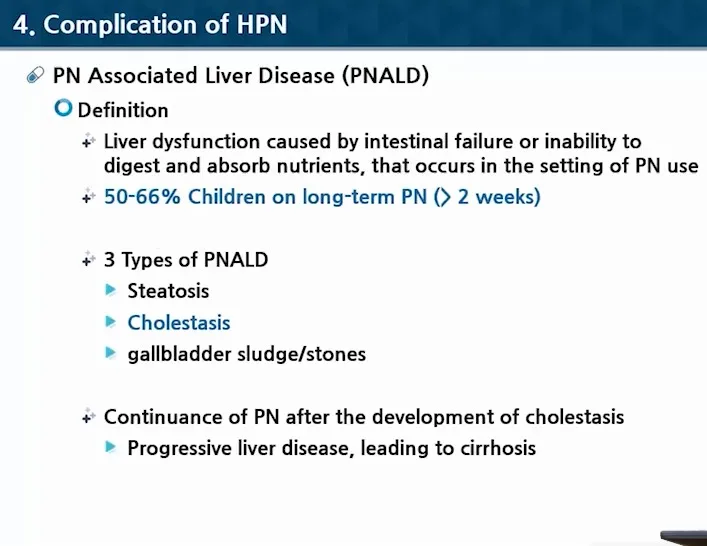 4. Complication of HPN
PN Associated Liver Disease (PNALD)
Definition
Liver dysfunction caused by intestinal failure or inability to
digest and absorb nutrients, that occurs in the setting of PN use
50-66% Children on long-term PN (> 2 weeks)
3 Types of PNALD
Steatosis
Cholestasis
gallbladder sludge/stones
Continuance of PN after the development of cholestasis
Progressive liver disease, leading to cirrhosis